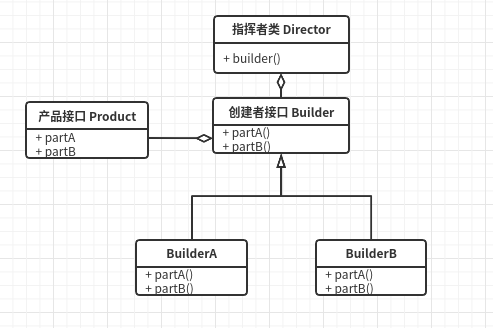 指挥者类 Director
+ builder()
产品接口 Product
+ partA
+ partB
创建者接口 Builder
+ partA()
+ partB()
BuilderA
+ partA()
+ partB()
BuilderB
+ partA()
+ partB()